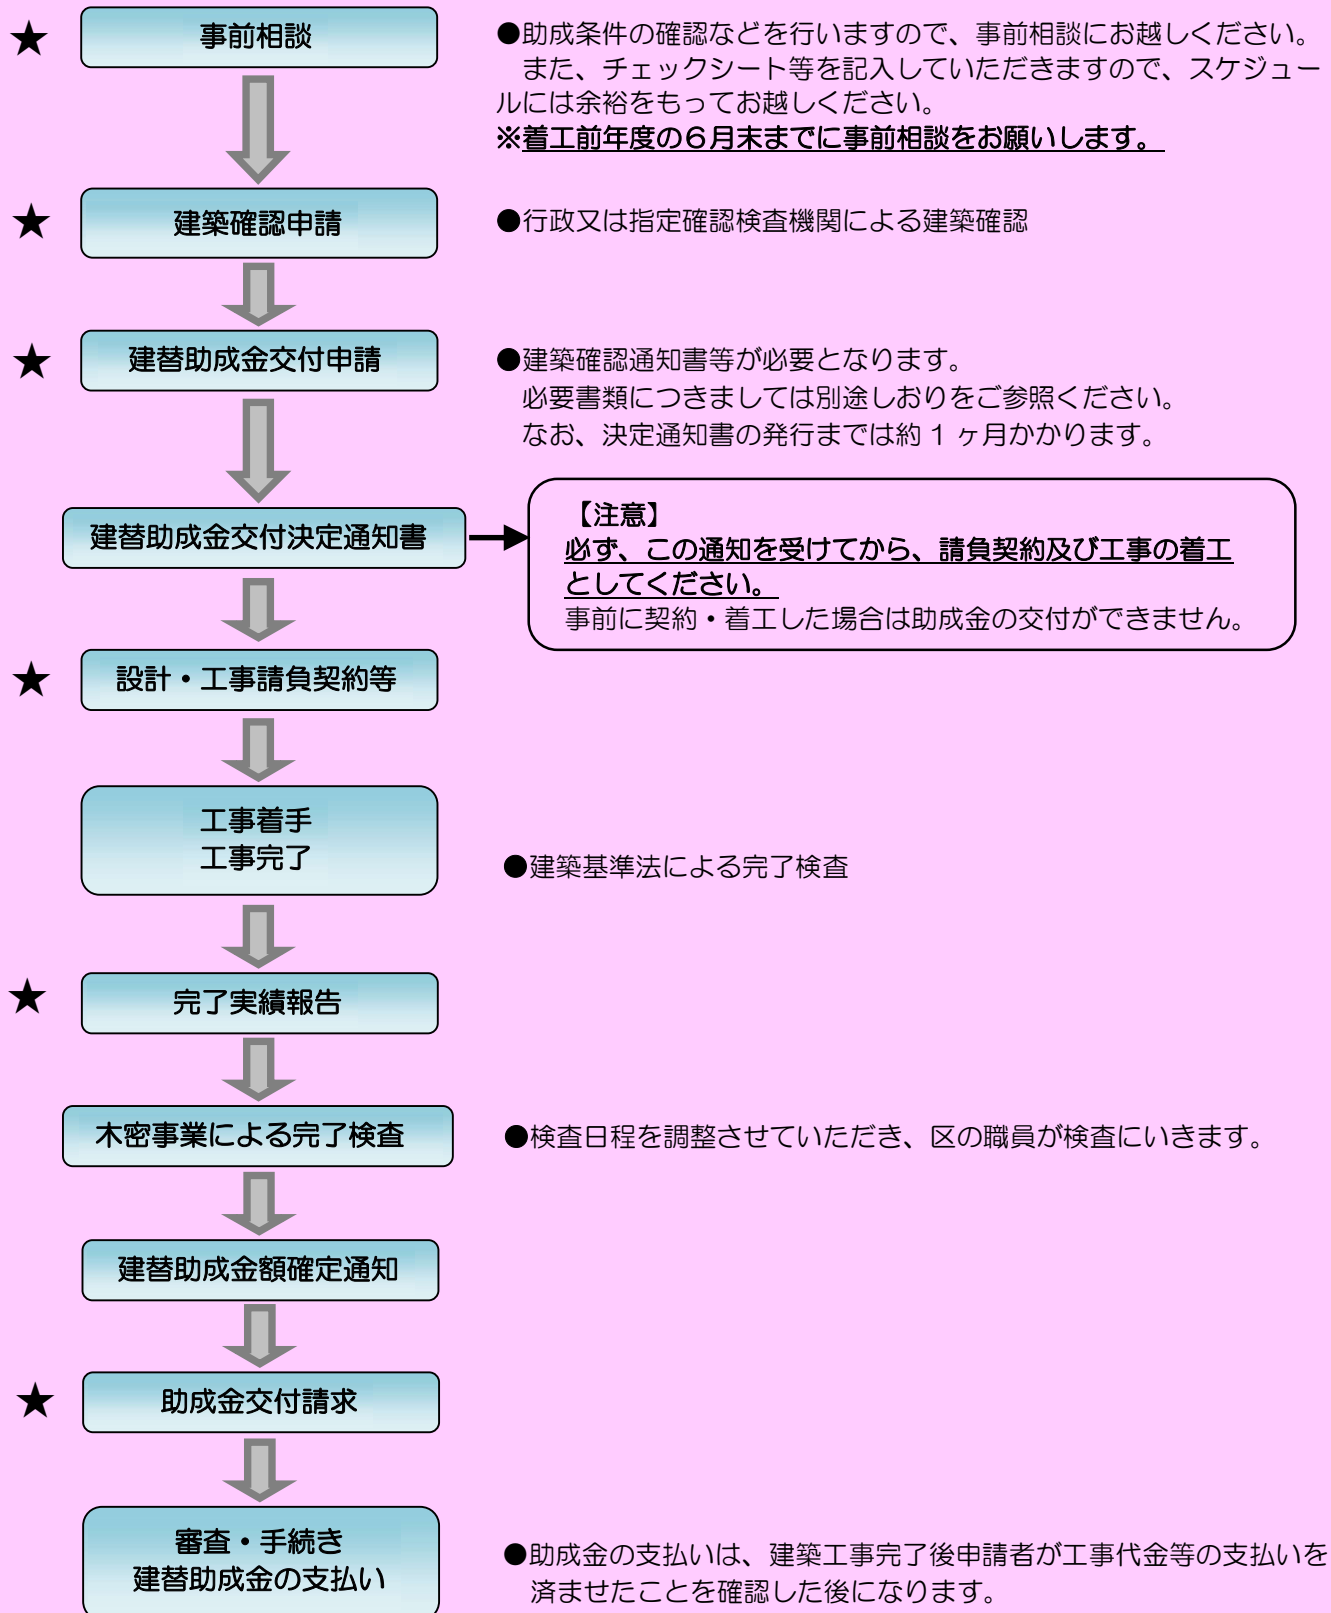 ★ 事前相談
●助成条件の確認などを行いますので、事前相談にお越しください。
また、チェックシート等を記入していただきますので、スケジュー
ルには余裕をもってお越しください。
※着工前年度の６月末までに事前相談をお願いします。
★ 建築確認申請
●行政又は指定確認検査機関による建築確認
★ 建替助成金交付申請
●建築確認通知書等が必要となります。
必要書類につきましては別途しおりをご参照ください。
なお、決定通知書の発行までは約 1 ヶ月かかります。
建替助成金交付決定通知書
【注意】
必ず、この通知を受けてから、請負契約及び工事の着工
としてください。
事前に契約・着工した場合は助成金の交付ができません。
★ 設計・工事請負契約等
工事着手
工事完了
●建築基準法による完了検査
★ 完了実績報告
木密事業による完了検査
●検査日程を調整させていただき、区の職員が検査にいきます。
建替助成金額確定通知
★ 助成金交付請求
審査・手続き
建替助成金の支払い
●助成金の支払いは、建築工事完了後申請者が工事代金等の支払いを
済ませたことを確認した後になります。